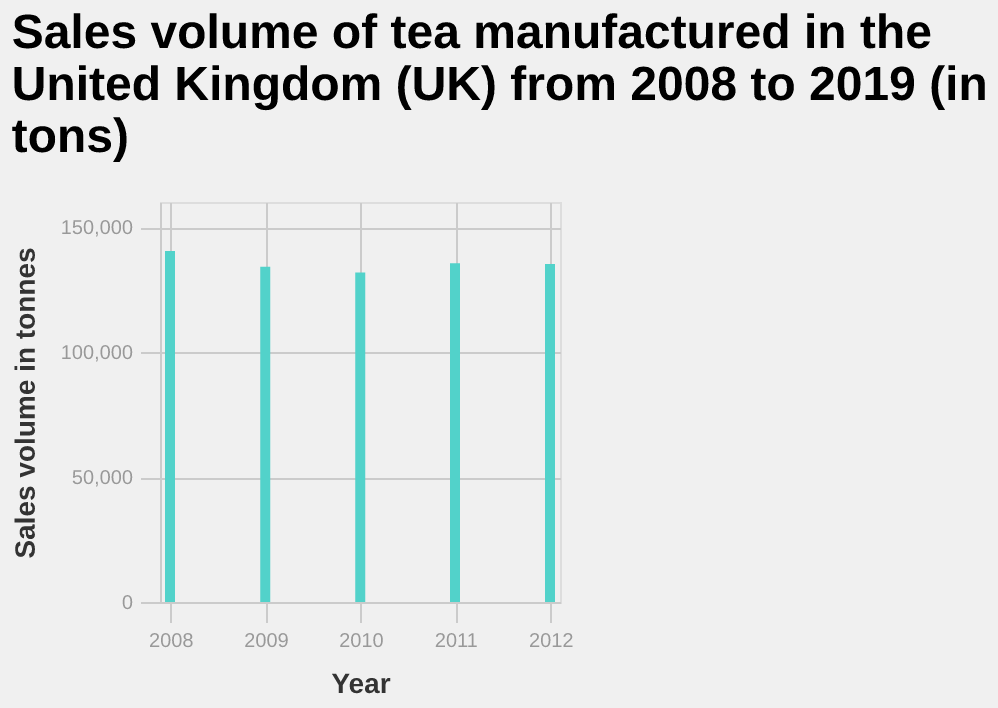 Sales volume of tea manufactured in the
United Kingdom (UK) from 2008 to 2019 (in
tons)
Sales volume in tonnes
150,000
100,000
50,000
0
2008 2009 2010 2011 2012
Year